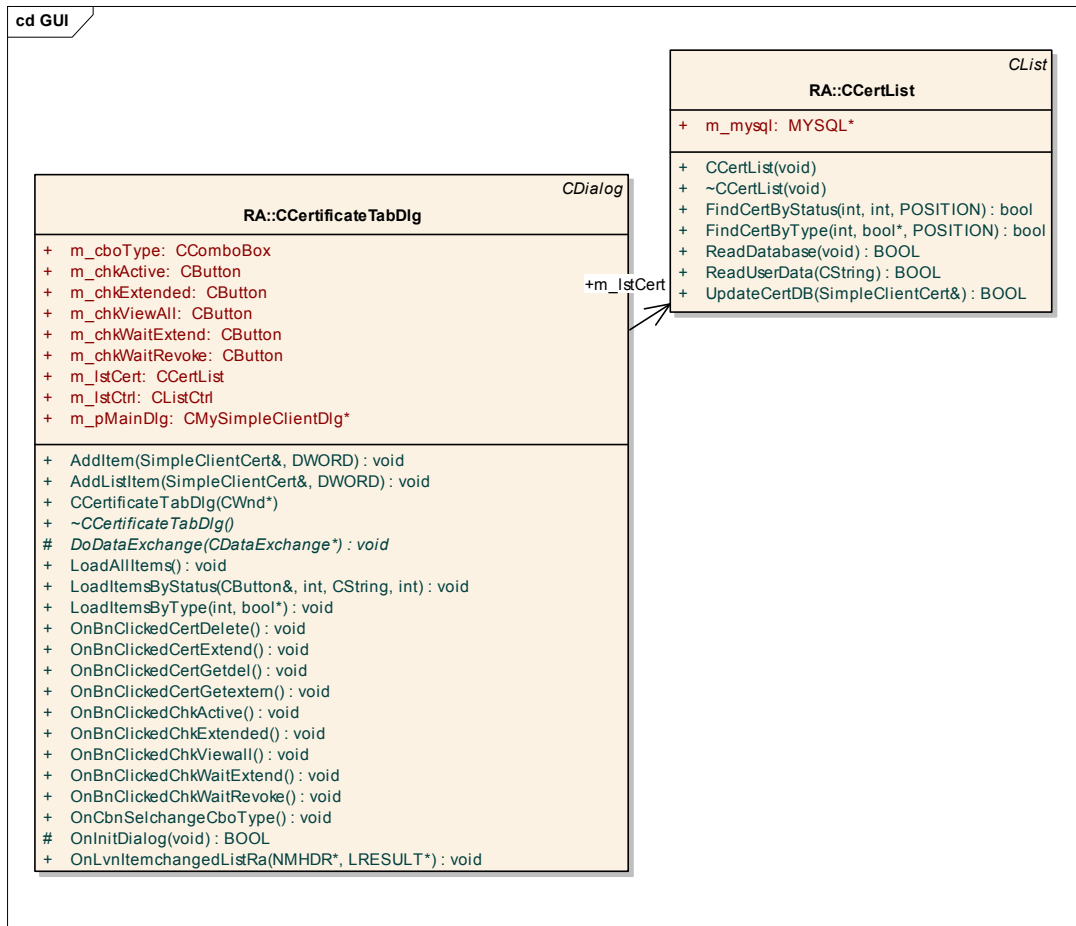 cd GUI
CList
RA::CCertList
+ m_mysql: MYSQL*
+ CCertList(void)
+ ~CCertList(void)
+ FindCertByStatus(int, int, POSITION) : bool
+ FindCertByType(int, bool*, POSITION) : bool
+ ReadDatabase(void) : BOOL
+ ReadUserData(CString) : BOOL
+ UpdateCertDB(SimpleClientCert&) : BOOL
+m_lstCert
CDialog
RA::CCertificateTabDlg
+ m_cboType: CComboBox
+ m_chkActive: CButton
+ m_chkExtended: CButton
+ m_chkViewAll: CButton
+ m_chkWaitExtend: CButton
+ m_chkWaitRevoke: CButton
+ m_lstCert: CCertList
+ m_lstCtrl: CListCtrl
+ m_pMainDlg: CMySimpleClientDlg*
+ AddItem(SimpleClientCert&, DWORD) : void
+ AddListItem(SimpleClientCert&, DWORD) : void
+ CCertificateTabDlg(CWnd*)
+ ~CCertificateTabDlg()
# DoDataExchange(CDataExchange*) : void
+ LoadAllItems() : void
+ LoadItemsByStatus(CButton&, int, CString, int) : void
+ LoadItemsByType(int, bool*) : void
+ OnBnClickedCertDelete() : void
+ OnBnClickedCertExtend() : void
+ OnBnClickedCertGetdel() : void
+ OnBnClickedCertGetextern() : void
+ OnBnClickedChkActive() : void
+ OnBnClickedChkExtended() : void
+ OnBnClickedChkViewall() : void
+ OnBnClickedChkWaitExtend() : void
+ OnBnClickedChkWaitRevoke() : void
+ OnCbnSelchangeCboType() : void
# OnInitDialog(void) : BOOL
+ OnLvnItemchangedListRa(NMHDR*, LRESULT*) : void